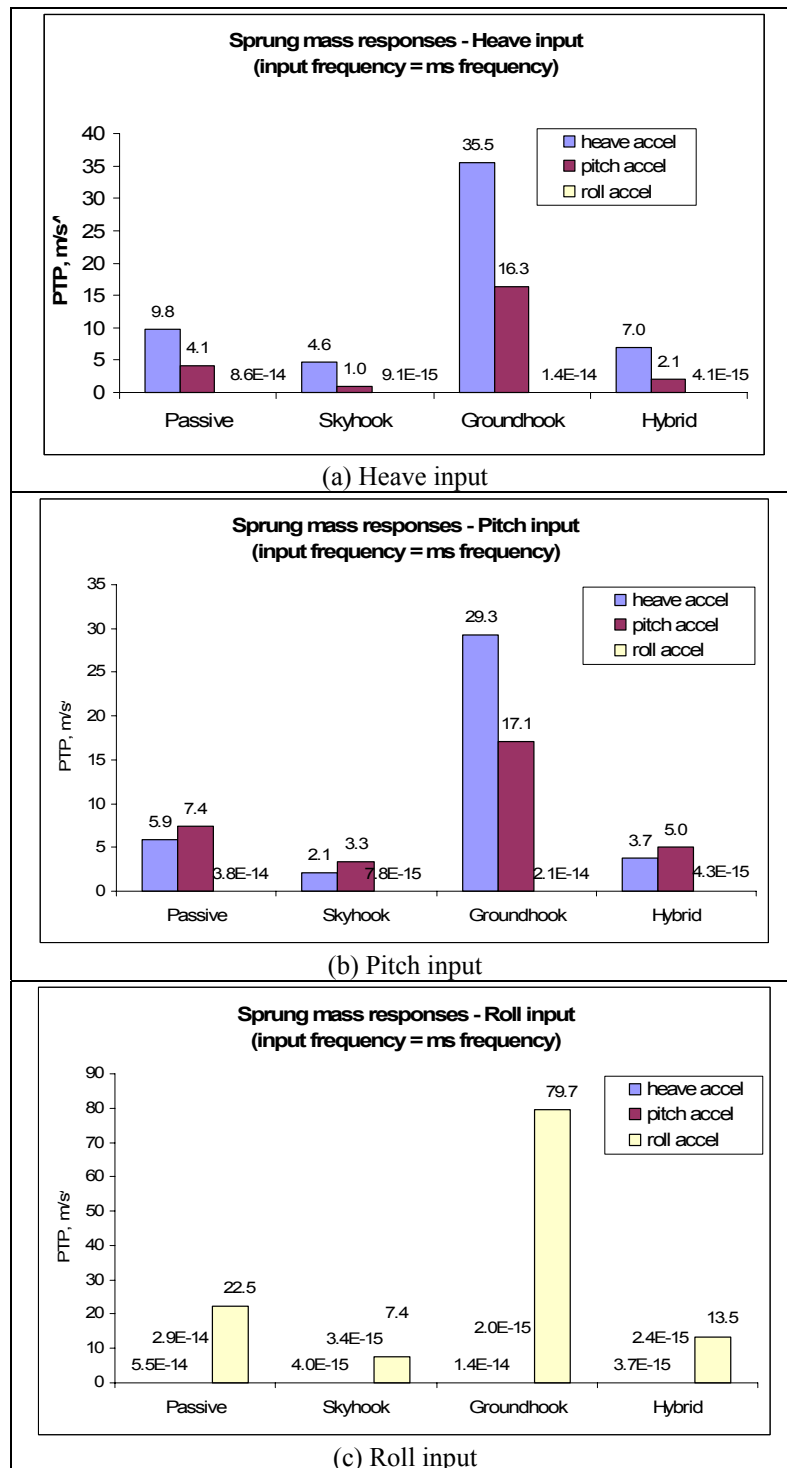 Sprung mass responses - Heave input
(input frequency = ms frequency)
PTP, m/s^
40
35
30
25
20
15
10
5
0
heave accel
pitch accel
roll accel
9.8
4.1
8.6E-14
4.6
1.0
9.1E-15
35.5
16.3
1.4E-14
7.0
2.1
4.1E-15
Passive Skyhook Groundhook Hybrid
(a) Heave input
Sprung mass responses - Pitch input
(input frequency = ms frequency)
PTP, m/s
35
30
25
20
15
10
5
0
heave accel
pitch accel
roll accel
5.9
7.4
3.8E-14
2.1
3.3
7.8E-15
29.3
17.1
2.1E-14
3.7
5.0
4.3E-15
Passive Skyhook Groundhook Hybrid
(b) Pitch input
Sprung mass responses - Roll input
(input frequency = ms frequency)
PTP, m/s
90
80
70
60
50
40
30
20
10
0
heave accel
pitch accel
roll accel
5.5E-14
2.9E-14
22.5
4.0E-15
3.4E-15
7.4
1.4E-14
2.0E-15
79.7
3.7E-15
2.4E-15
13.5
Passive Skyhook Groundhook Hybrid
(c) Roll input